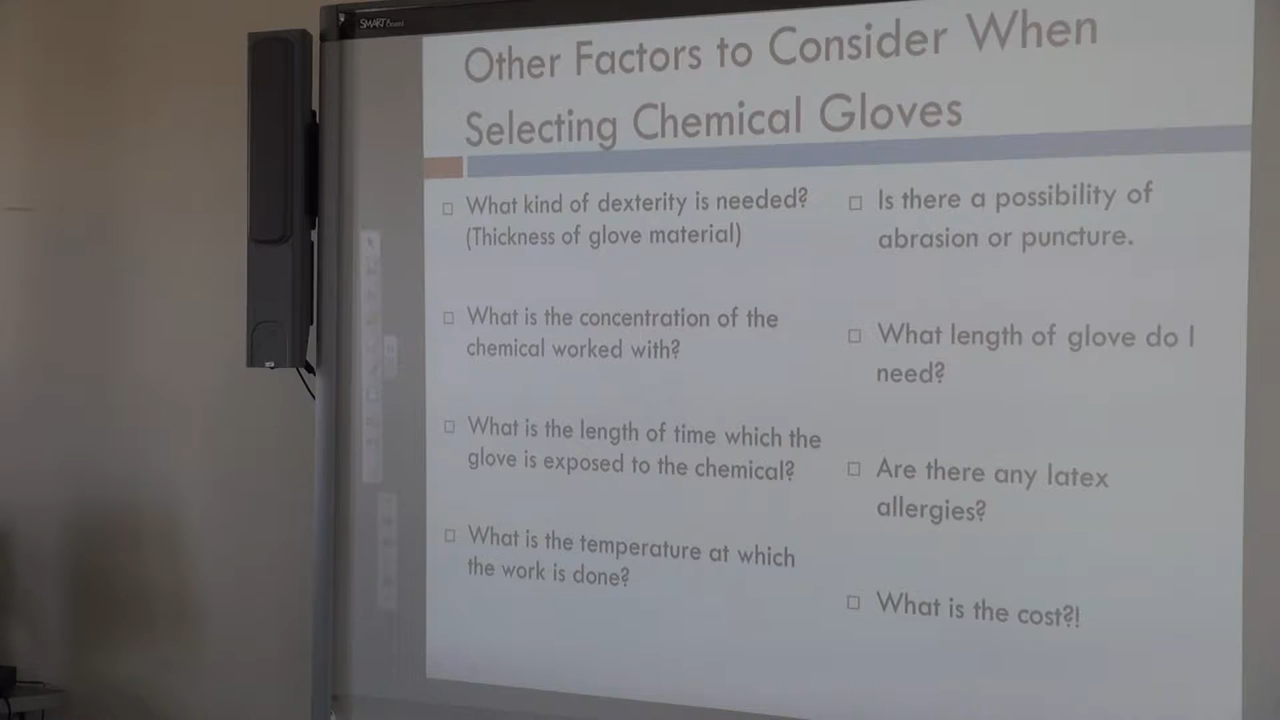 SMART Board
Other Factors to Consider When
Selecting Chemical Gloves
What kind of dexterity is needed?
(Thickness of glove material)
What is the concentration of the
chemical worked with?
What is the length of time which the
glove is exposed to the chemical?
What is the temperature at which
the work is done?
Is there a possibility of
abrasion or puncture.
What length of glove do I
need?
Are there any latex
allergies?
What is the cost?!